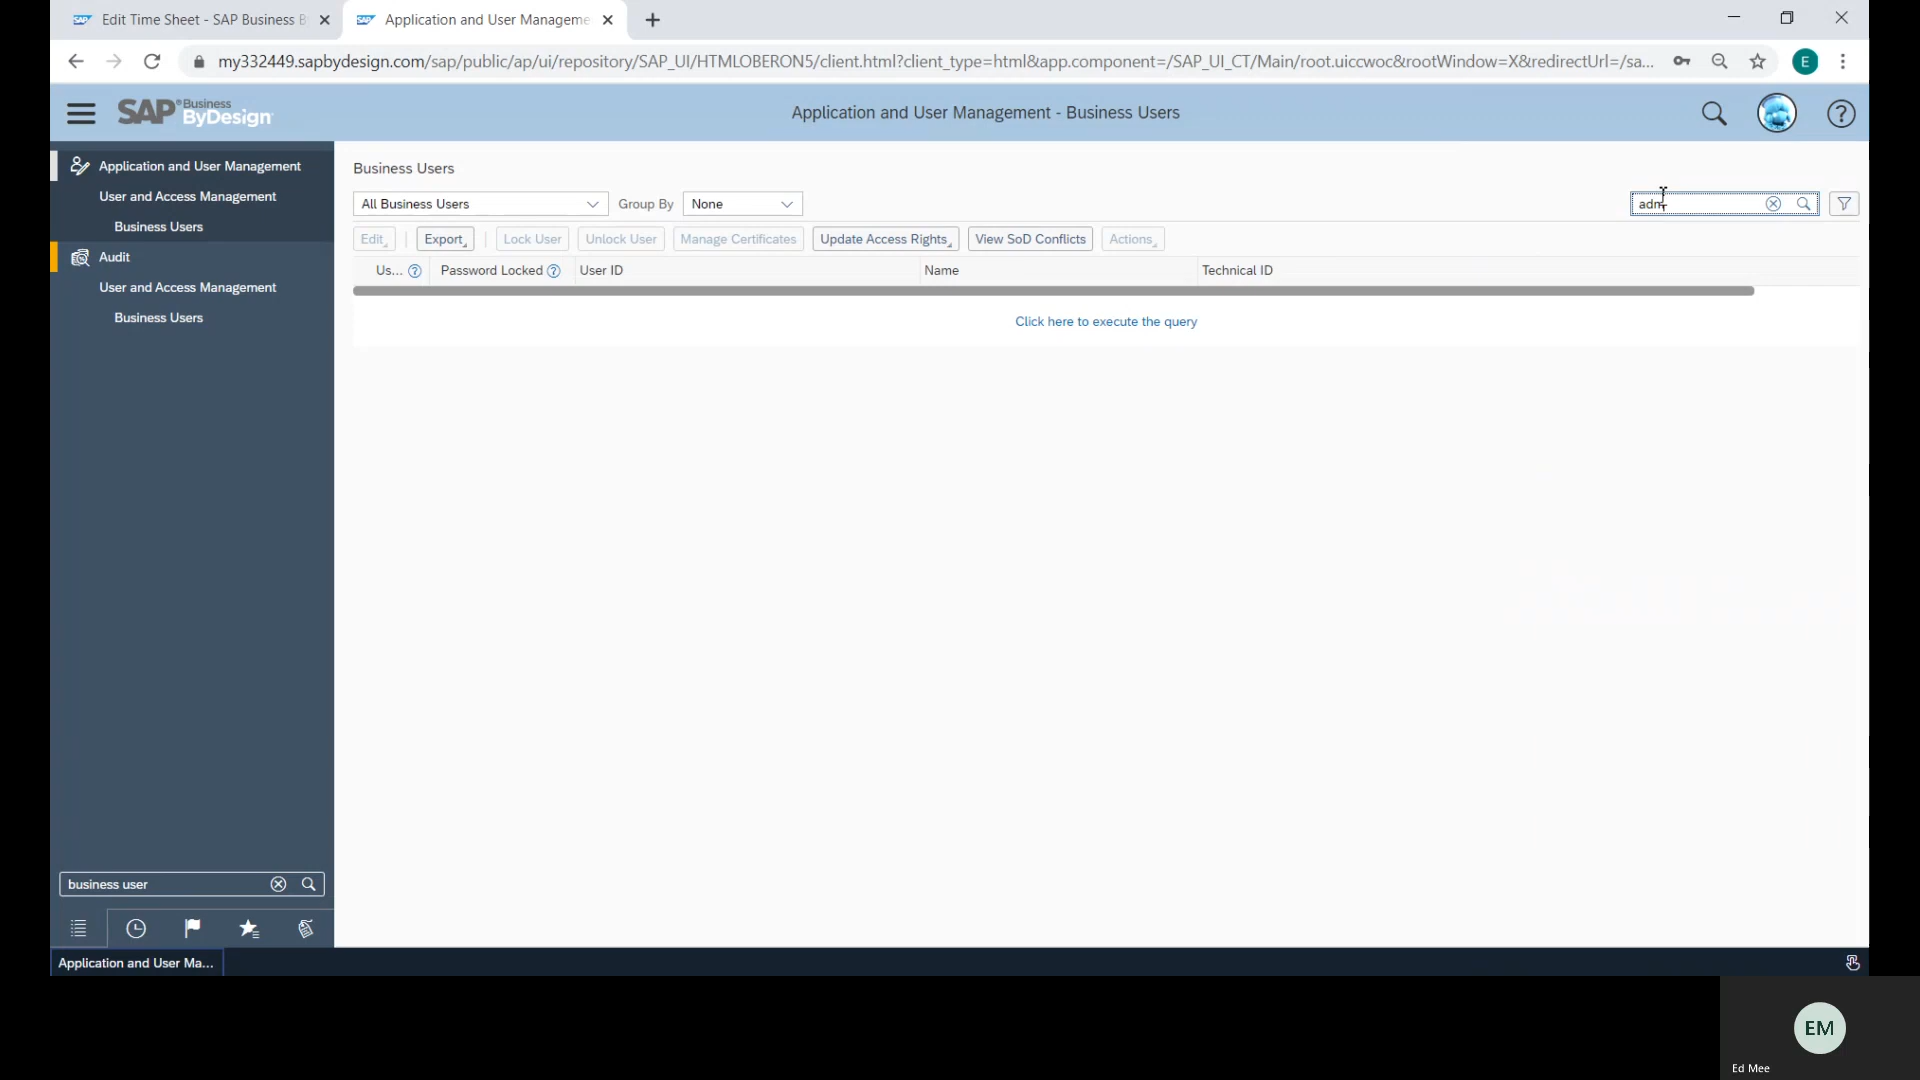 Edit Time Sheet - SAP Business B
Application and User Manageme
my332449.sapbydesign.com/sap/public/ap/ui/repository/SAP_UI/HTMLOBERON5/client.html?client_type=html&app.component=/SAP_UI_CT/Main/root.uiccwoc&rootWindow=X&redirectUrl=/sa...
E
SAP Business ByDesign
Application and User Management - Business Users
Application and User Management
User and Access Management
Business Users
Audit
User and Access Management
Business Users
Business Users
All Business Users
Group By
None
adm
Edit
Export
Lock User
Unlock User
Manage Certificates
Update Access Rights
View SoD Conflicts
Actions
Us...
Password Locked
User ID
Name
Technical ID
Click here to execute the query
business user
Application and User Ma...
EM
Ed Mee